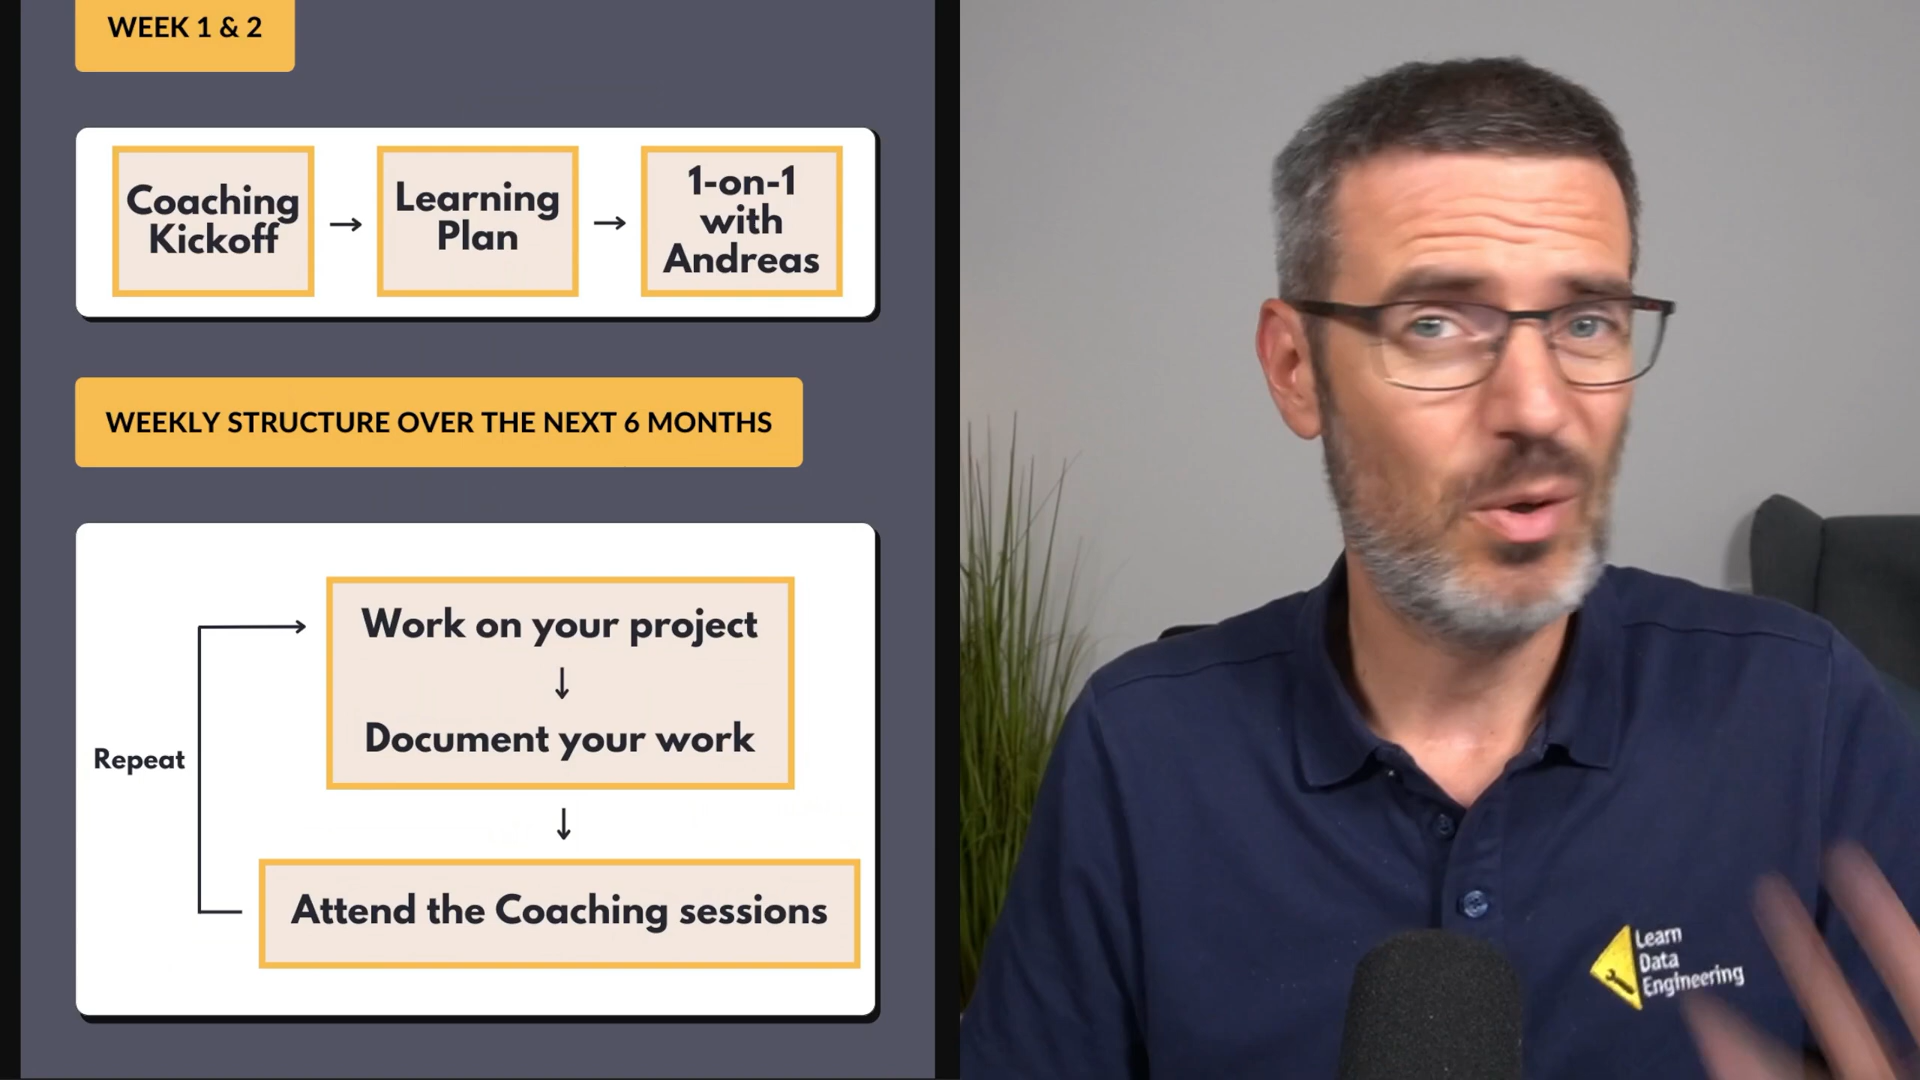 WEEK 1 & 2
Coaching
Kickoff
→
Learning
Plan
→
1-on-1
with
Andreas
WEEKLY STRUCTURE OVER THE NEXT 6 MONTHS
Work on your project
↓
Document your work
Repeat
↓
Attend the Coaching sessions
Learn
Data
Engineering